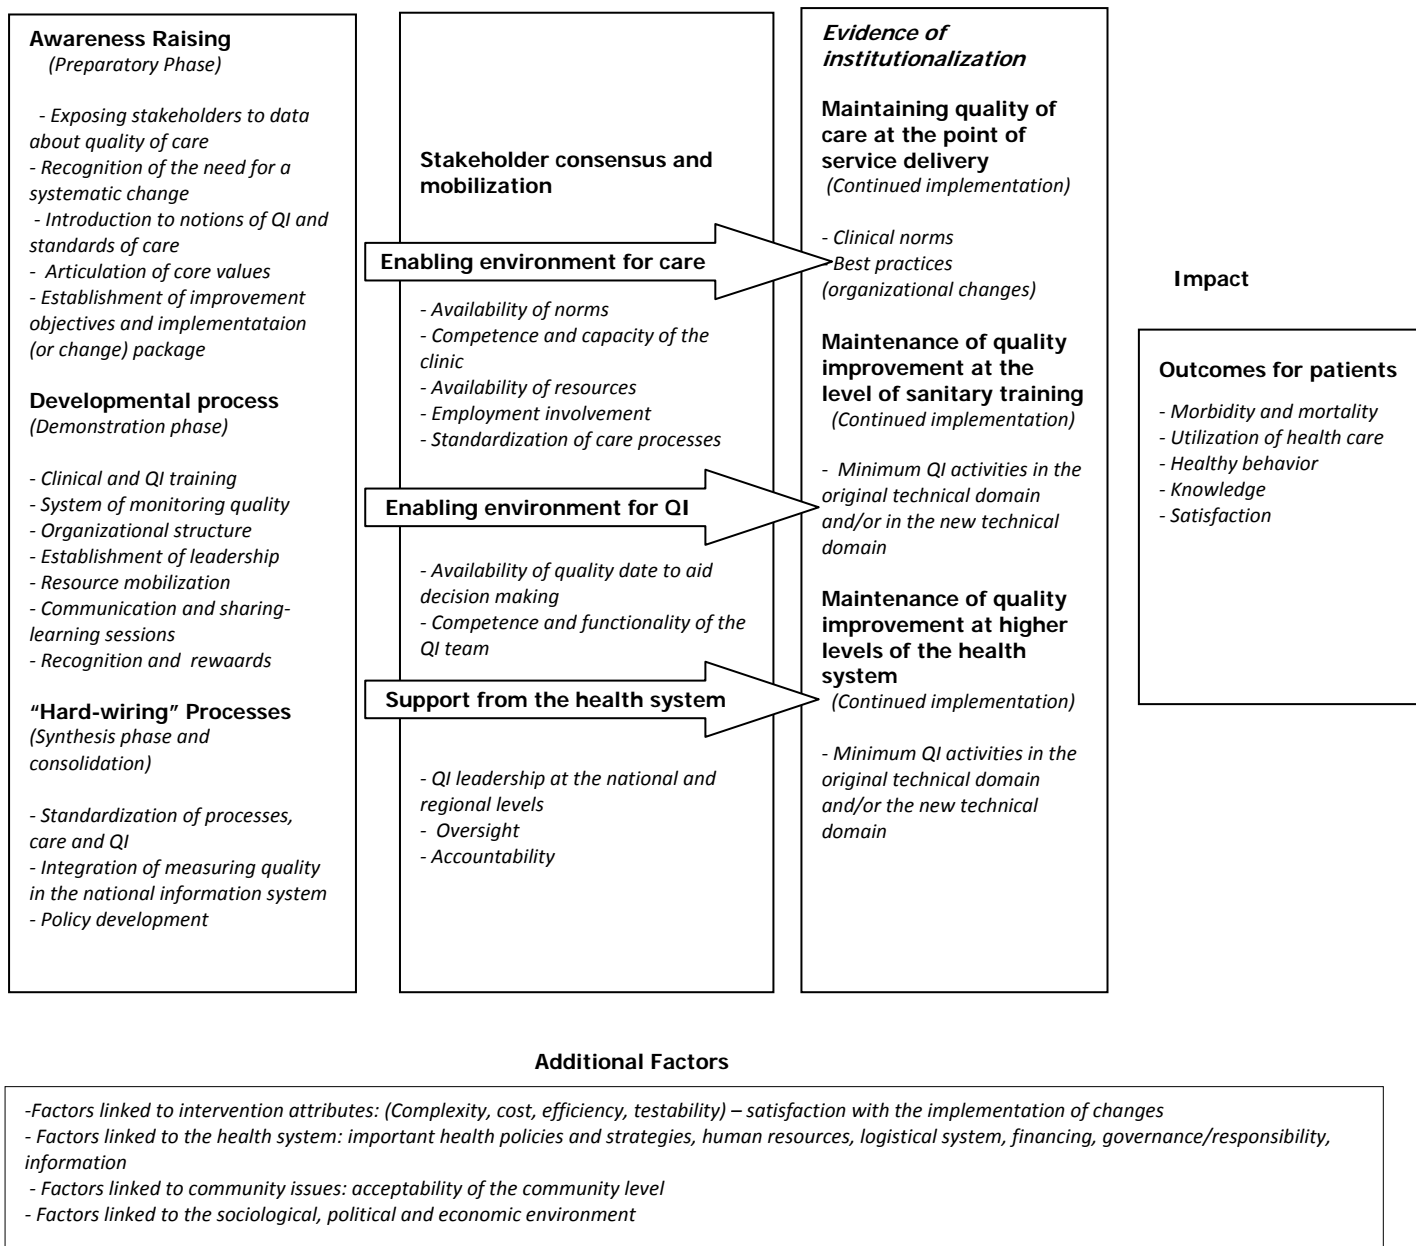 Awareness Raising
(Preparatory Phase)
- Exposing stakeholders to data
about quality of care
- Recognition of the need for a
systematic change
- Introduction to notions of QI and
standards of care
- Articulation of core values
- Establishment of improvement
objectives and implementataion
(or change) package
Developmental process
(Demonstration phase)
- Clinical and QI training
- System of monitoring quality
- Organizational structure
- Establishment of leadership
- Resource mobilization
- Communication and sharing-
learning sessions
- Recognition and rewaards
“Hard-wiring” Processes
(Synthesis phase and
consolidation)
- Standardization of processes,
care and QI
- Integration of measuring quality
in the national information system
- Policy development
Stakeholder consensus and
mobilization
Enabling environment for care
- Availability of norms
- Competence and capacity of the
clinic
- Availability of resources
- Employment involvement
- Standardization of care processes
Enabling environment for QI
- Availability of quality date to aid
decision making
- Competence and functionality of the
QI team
Support from the health system
- QI leadership at the national and
regional levels
- Oversight
- Accountability
Evidence of
institutionalization
Maintaining quality of
care at the point of
service delivery
(Continued implementation)
- Clinical norms
- Best practices
(organizational changes)
Maintenance of quality
improvement at the
level of sanitary training
(Continued implementation)
- Minimum QI activities in the
original technical domain
and/or in the new technical
domain
Maintenance of quality
improvement at higher
levels of the health
system
(Continued implementation)
- Minimum QI activities in the
original technical domain
and/or the new technical
domain
Impact
Outcomes for patients
- Morbidity and mortality
- Utilization of health care
- Healthy behavior
- Knowledge
- Satisfaction
Additional Factors
-Factors linked to intervention attributes: (Complexity, cost, efficiency, testability) – satisfaction with the implementation of changes
- Factors linked to the health system: important health policies and strategies, human resources, logistical system, financing, governance/responsibility,
information
- Factors linked to community issues: acceptability of the community level
- Factors linked to the sociological, political and economic environment